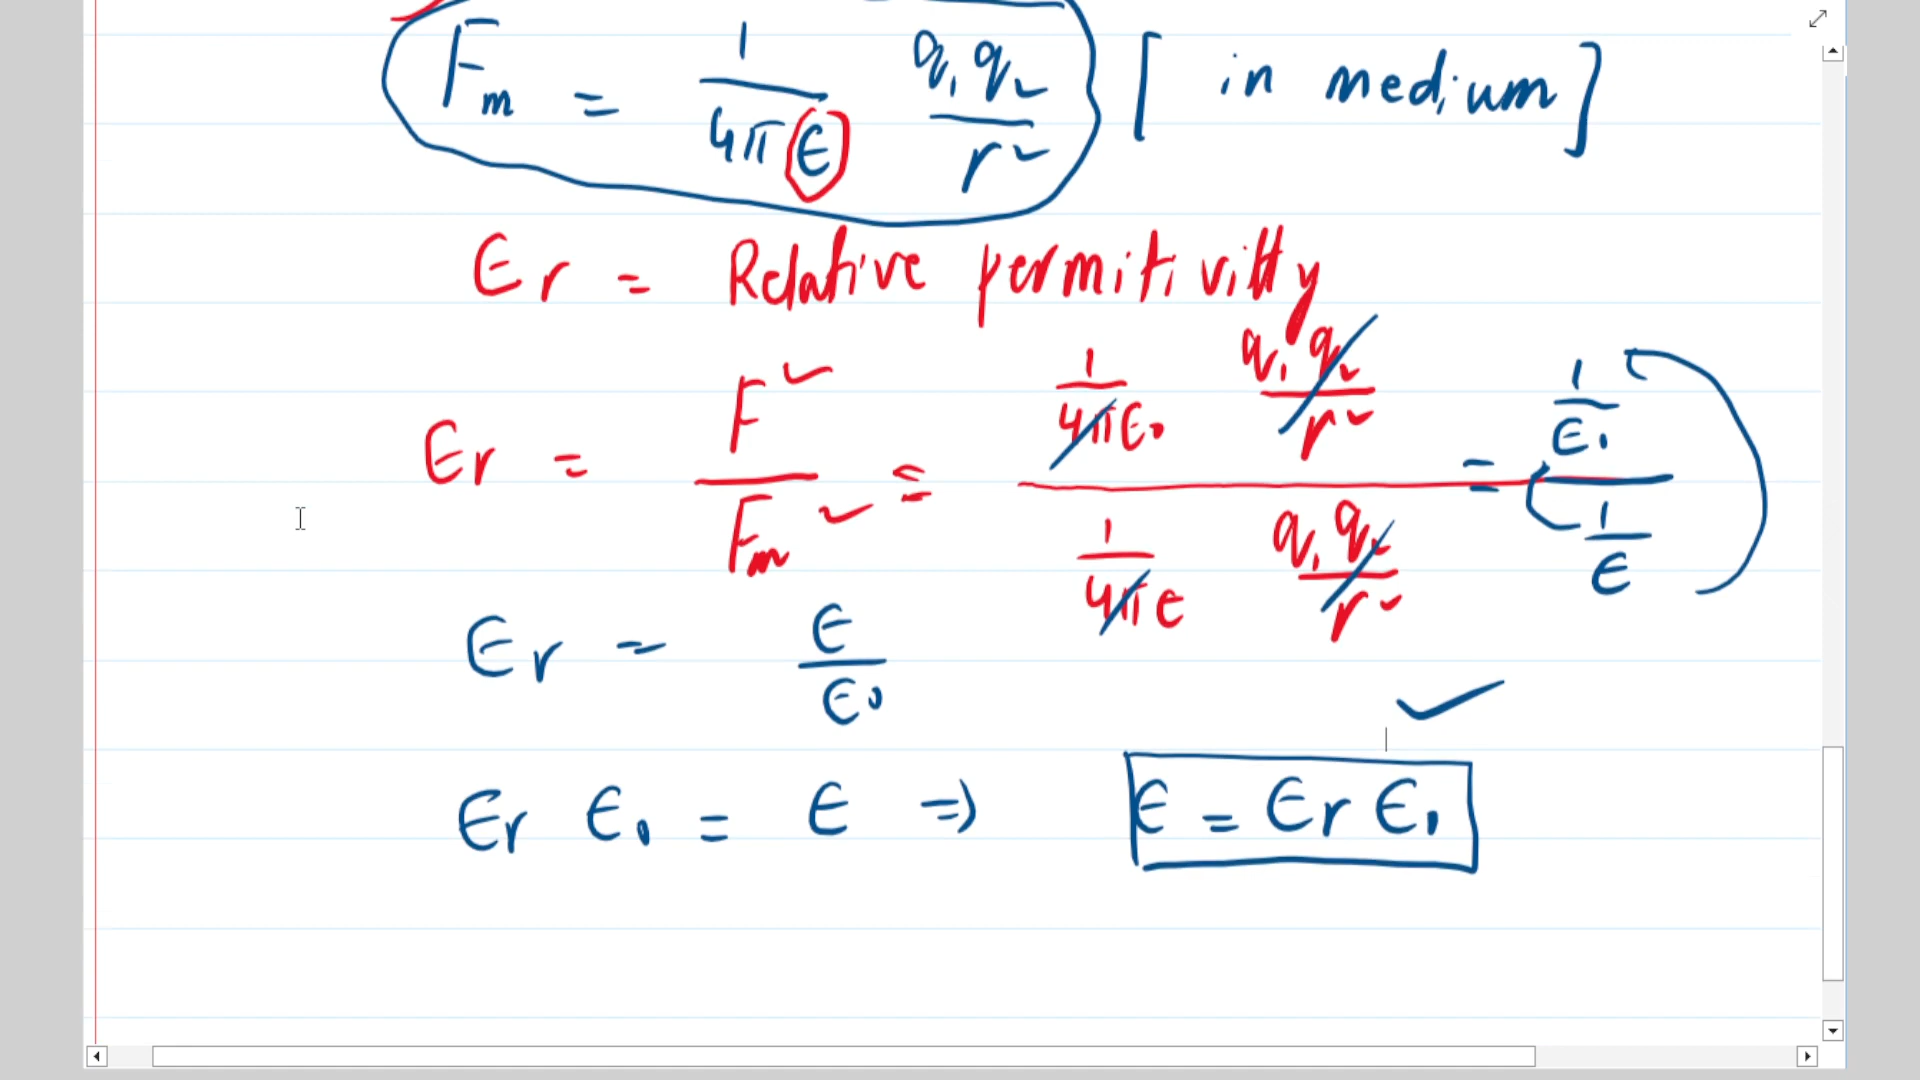 Fm = 1/4πϵ q₁q₂/r² [in medium]
ϵr = Relative permitivitty
ϵr = F/Fm = (1/4πϵ₀ q₁q₂/r²)/(1/4πϵ q₁q₂/r²) = (1/ϵ₀)/(1/ϵ)
ϵr = ϵ/ϵ₀
ϵr ϵ₀ = ϵ ⇒ ϵ = ϵr ϵ₀